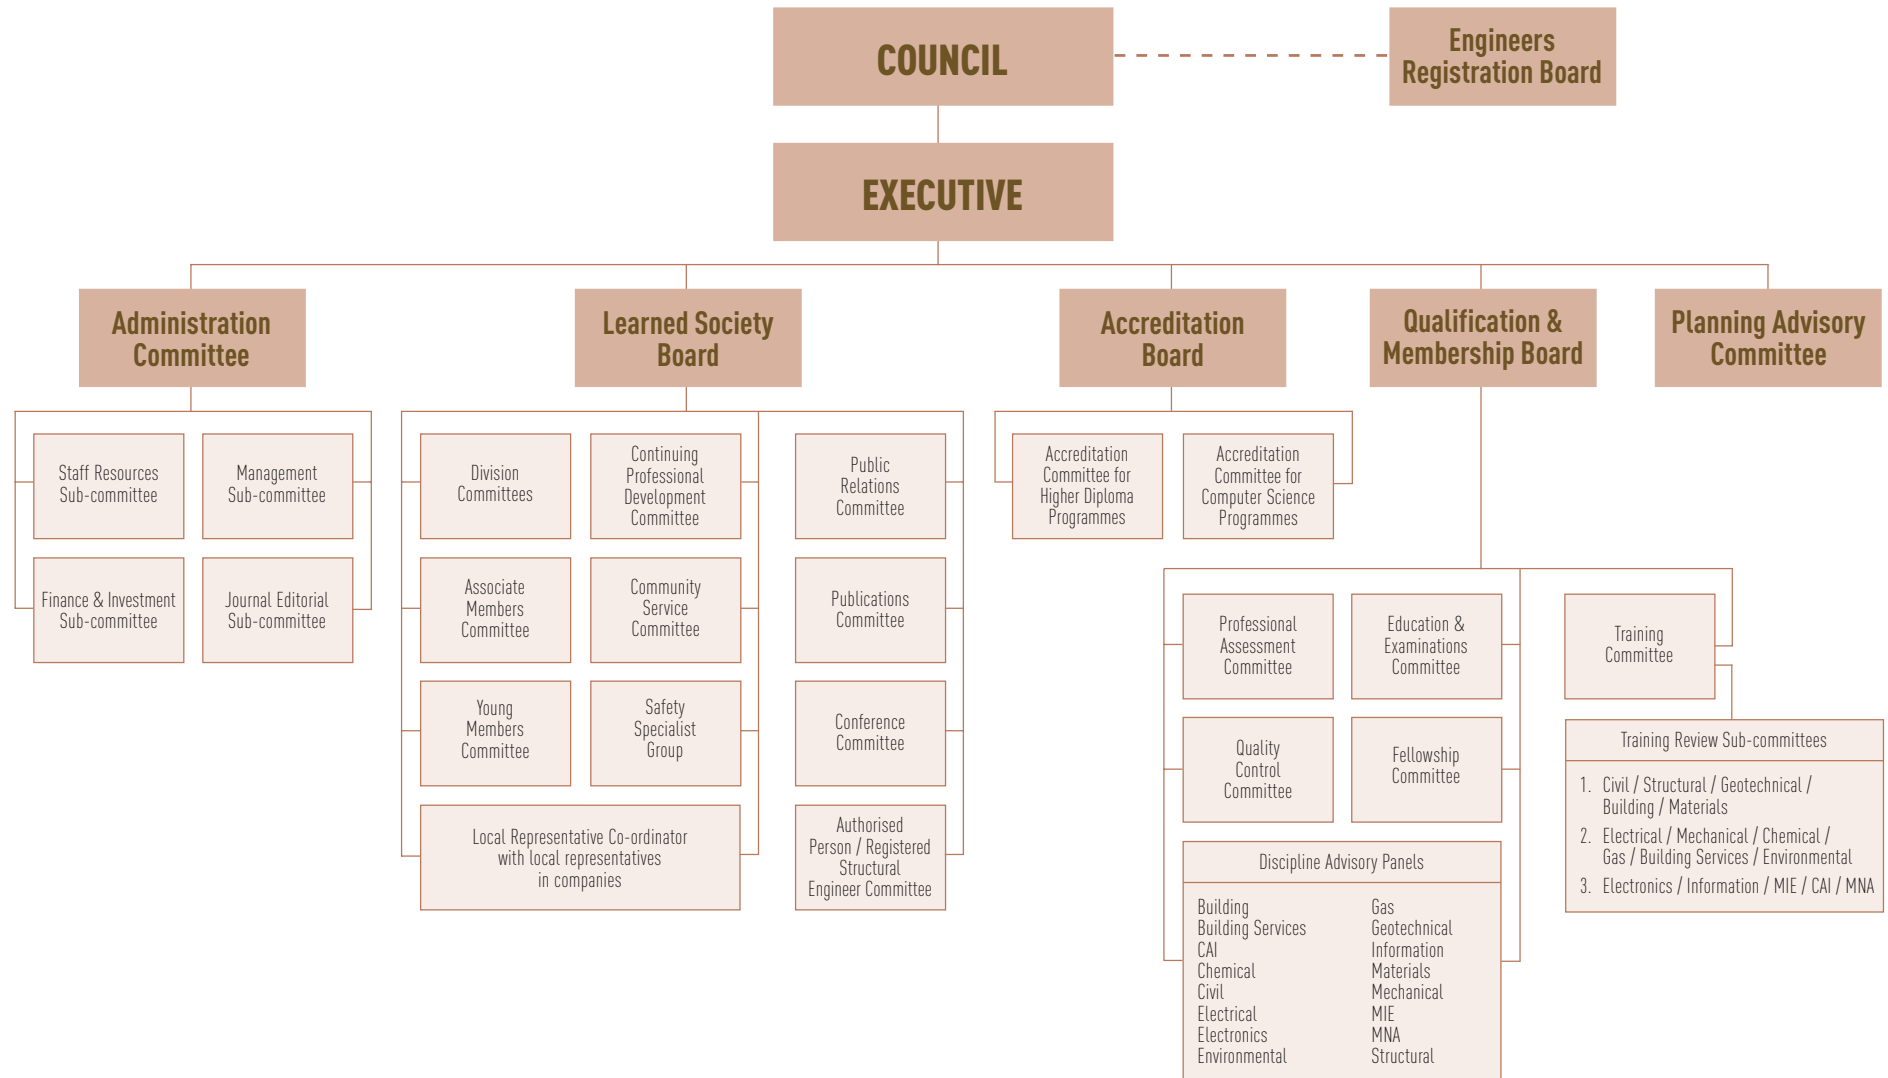 COUNCIL
Engineers
Registration Board
EXECUTIVE
Administration
Committee
Learned Society
Board
Accreditation
Board
Qualification &
Membership Board
Planning Advisory
Committee
Staff Resources
Sub-committee
Management
Sub-committee
Finance & Investment
Sub-committee
Journal Editorial
Sub-committee
Division
Committees
Continuing
Professional
Development
Committee
Public
Relations
Committee
Associate
Members
Committee
Community
Service
Committee
Publications
Committee
Young
Members
Committee
Safety
Specialist
Group
Conference
Committee
Local Representative Co-ordinator
with local representatives
in companies
Authorised
Person / Registered
Structural
Engineer Committee
Accreditation
Committee for
Higher Diploma
Programmes
Accreditation
Committee for
Computer Science
Programmes
Professional
Assessment
Committee
Education &
Examinations
Committee
Training
Committee
Quality
Control
Committee
Fellowship
Committee
Training Review Sub-committees
1. Civil / Structural / Geotechnical /
Building / Materials
2. Electrical / Mechanical / Chemical /
Gas / Building Services / Environmental
3. Electronics / Information / MIE / CAI / MNA
Discipline Advisory Panels
Building
Building Services
CAI
Chemical
Civil
Electrical
Electronics
Environmental
Gas
Geotechnical
Information
Materials
Mechanical
MIE
MNA
Structural